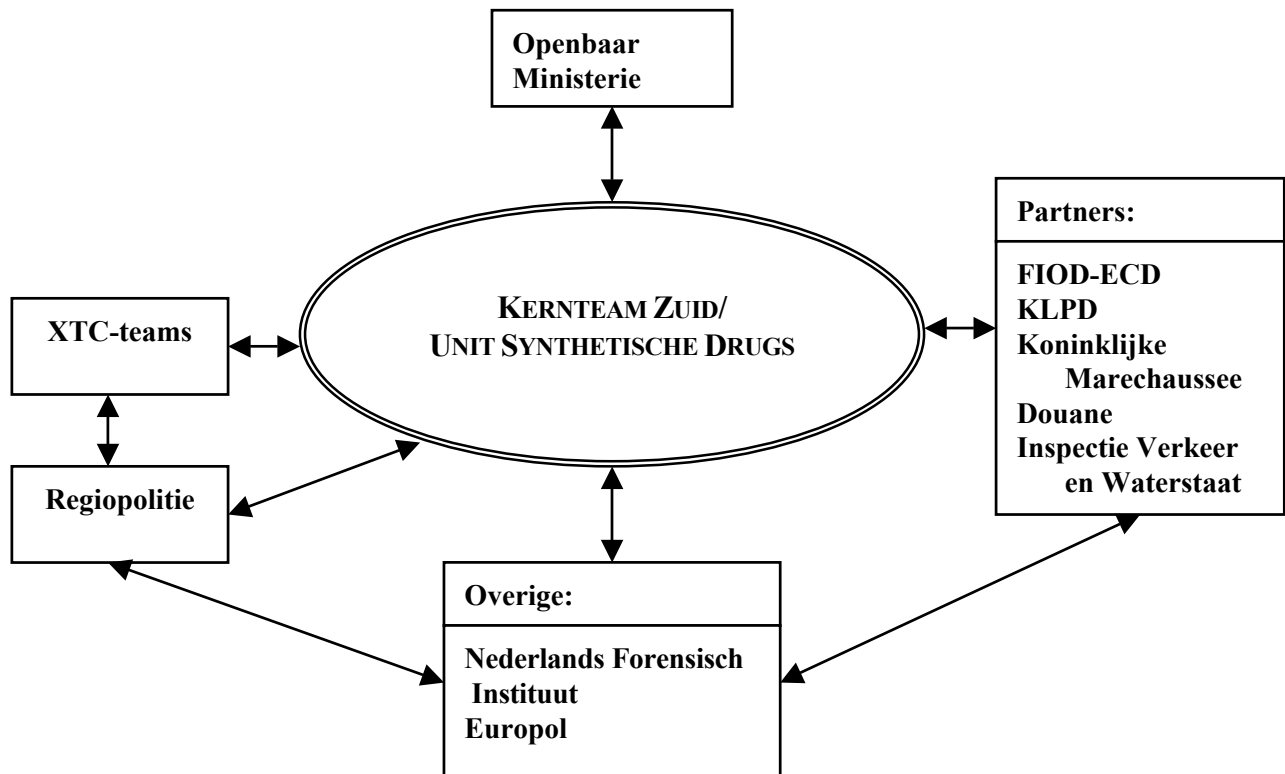 Openbaar
Ministerie
Partners:
FIOD-ECD
KLPD
Koninklijke
Marechaussee
Douane
Inspectie Verkeer
en Waterstaat
KERNTEAM ZUID/
UNIT SYNTHETISCHE DRUGS
XTC-teams
Regiopolitie
Overige:
Nederlands Forensisch
Instituut
Europol